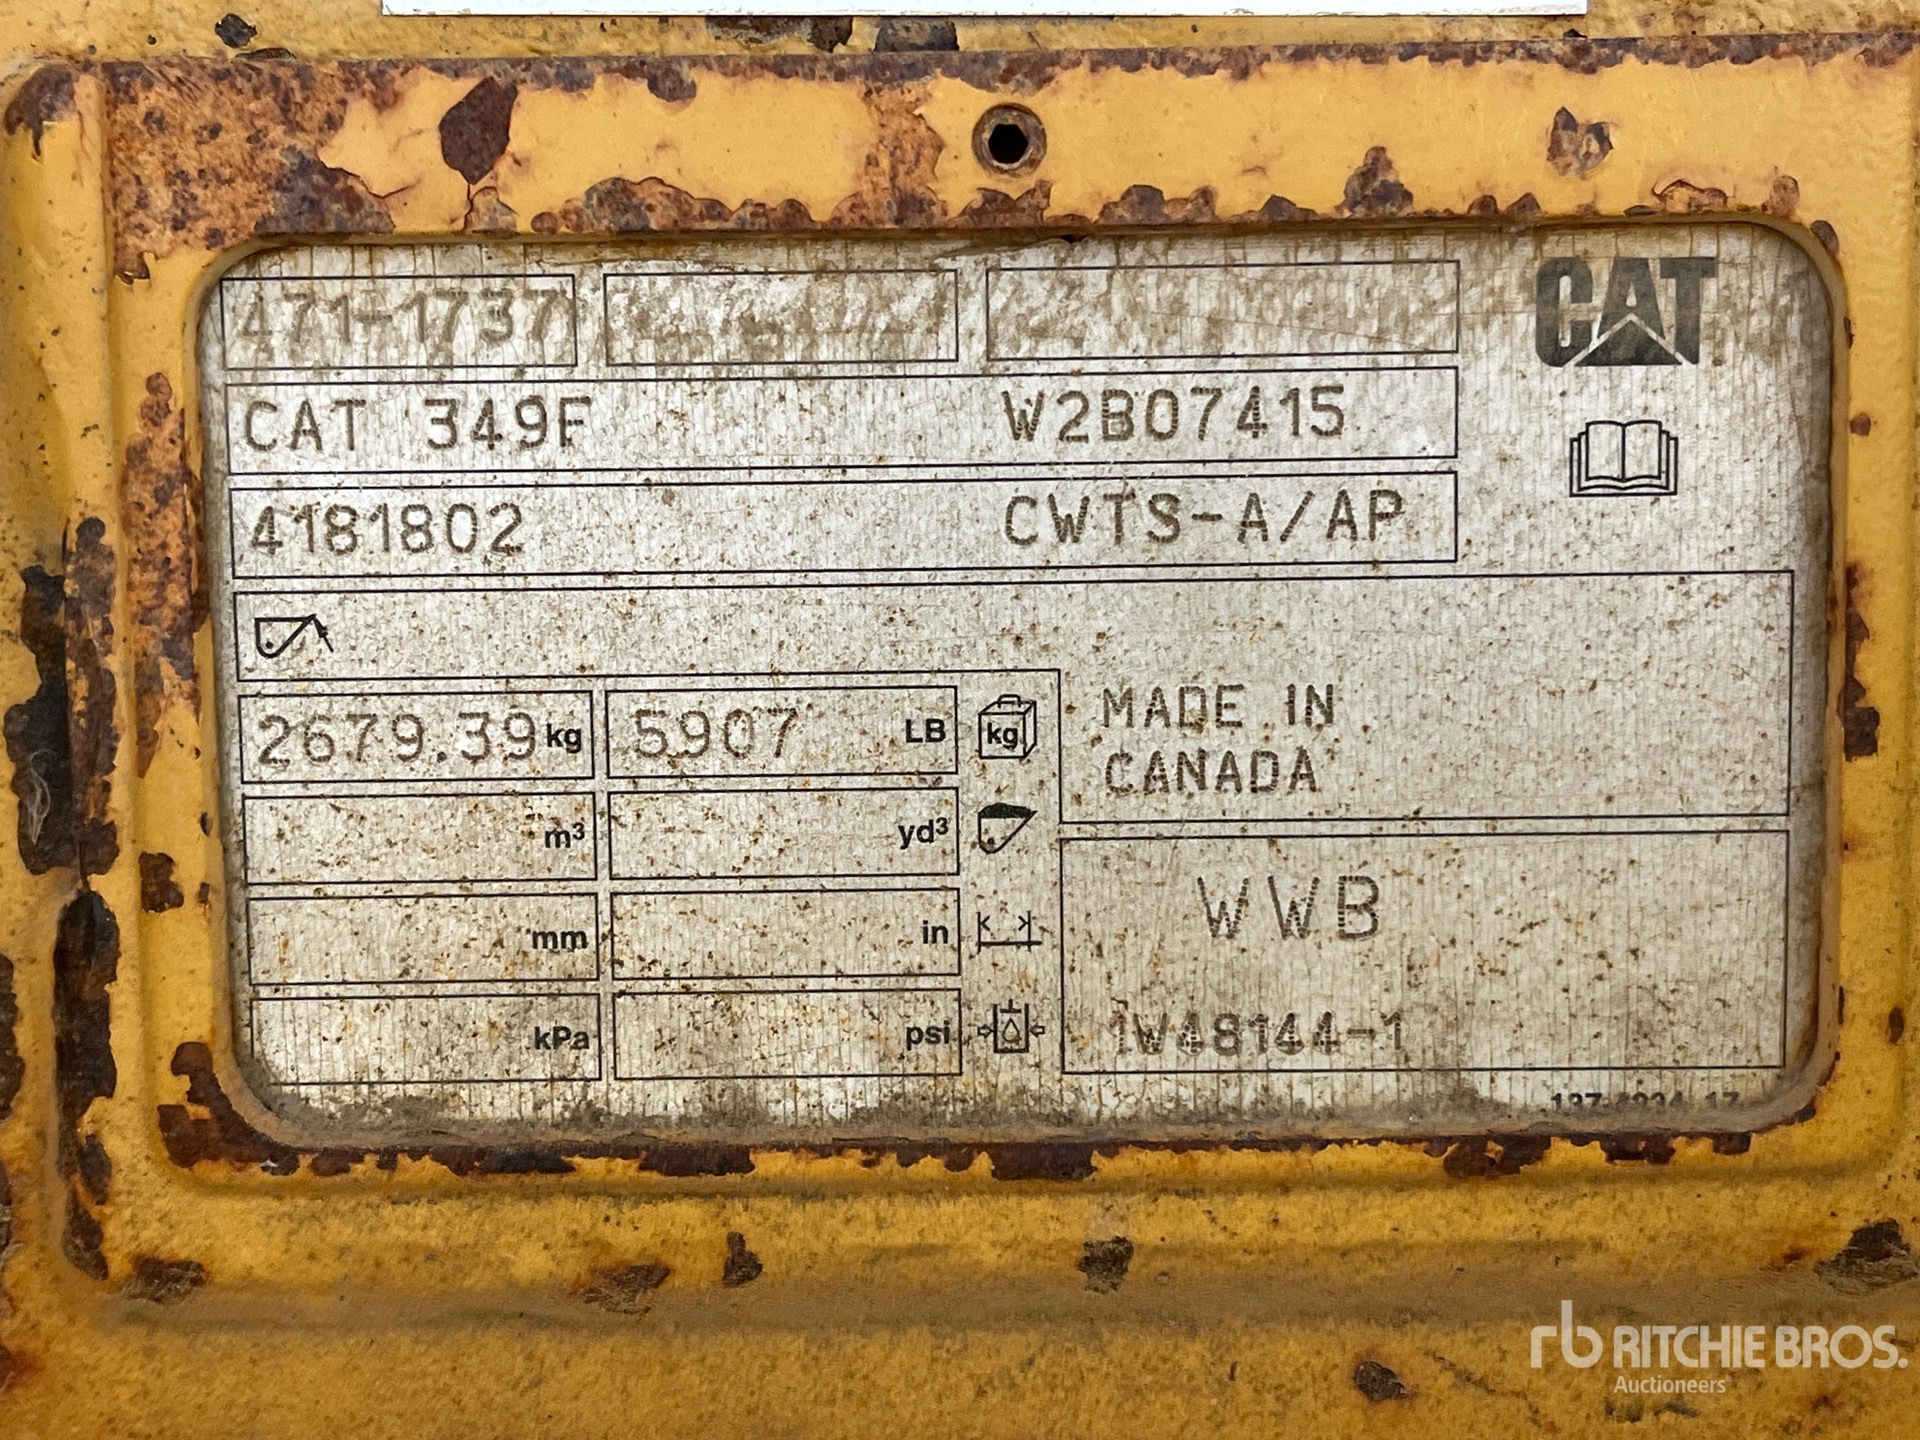 471-1737
CAT
CAT 349F W2B07415
4181802 CWTS-A/AP
2679.39 kg 5907 LB kg
MADE IN
CANADA
m³ yd³
WWB
mm in
1W48144-1
kPa psi
rb RITCHIE BROS.
Auctioneers